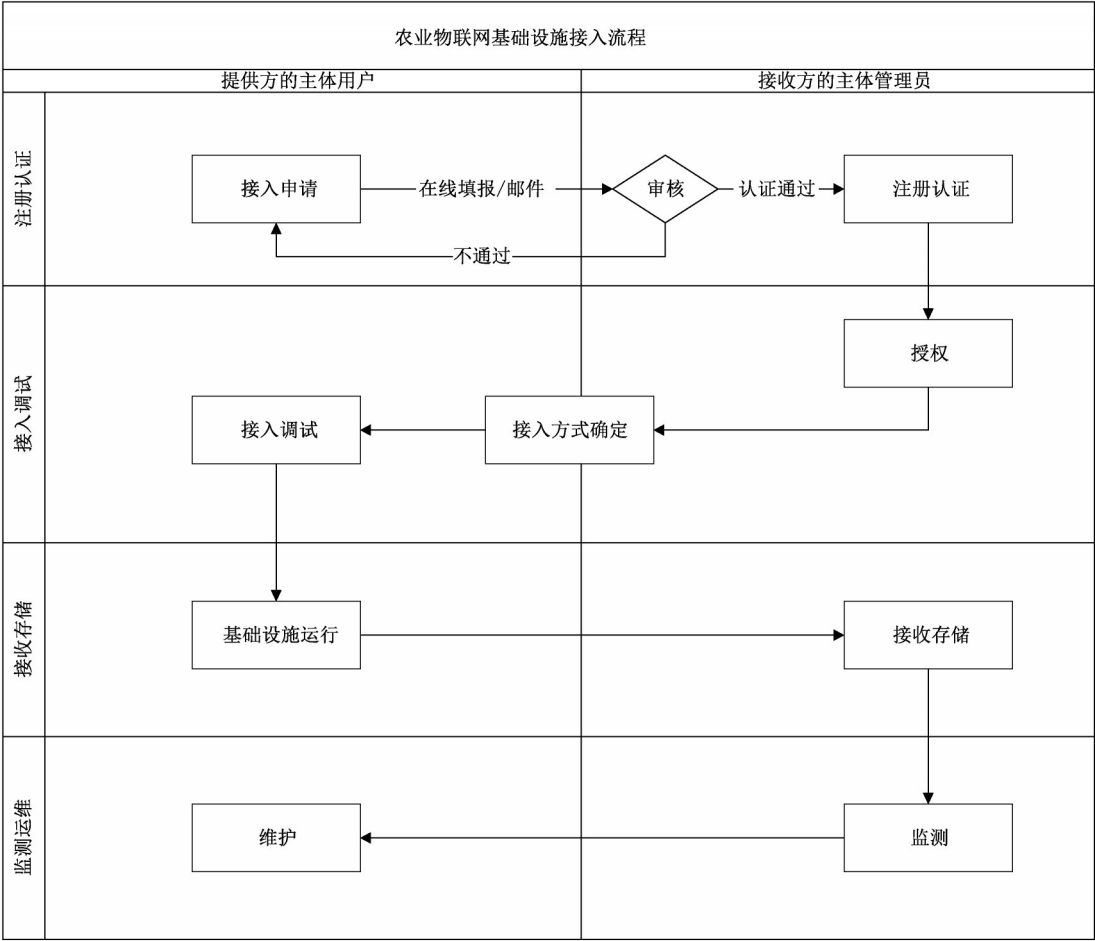 农业物联网基础设施接入流程
提供方的主体用户
接收方的主体管理员
注册认证
接入申请
在线填报/邮件
审核
认证通过
注册认证
不通过
接入调试
授权
接入调试
接入方式确定
接收存储
基础设施运行
接收存储
监测运维
维护
监测